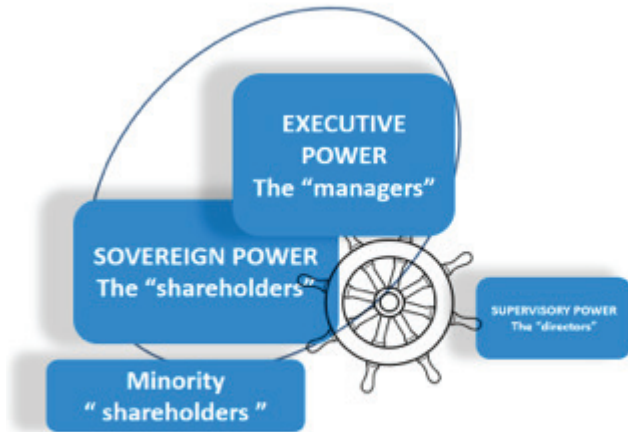 EXECUTIVE
POWER
The “managers”
SOVEREIGN POWER
The “shareholders”
SUPERVISORY POWER
The “directors”
Minority
“ shareholders ”